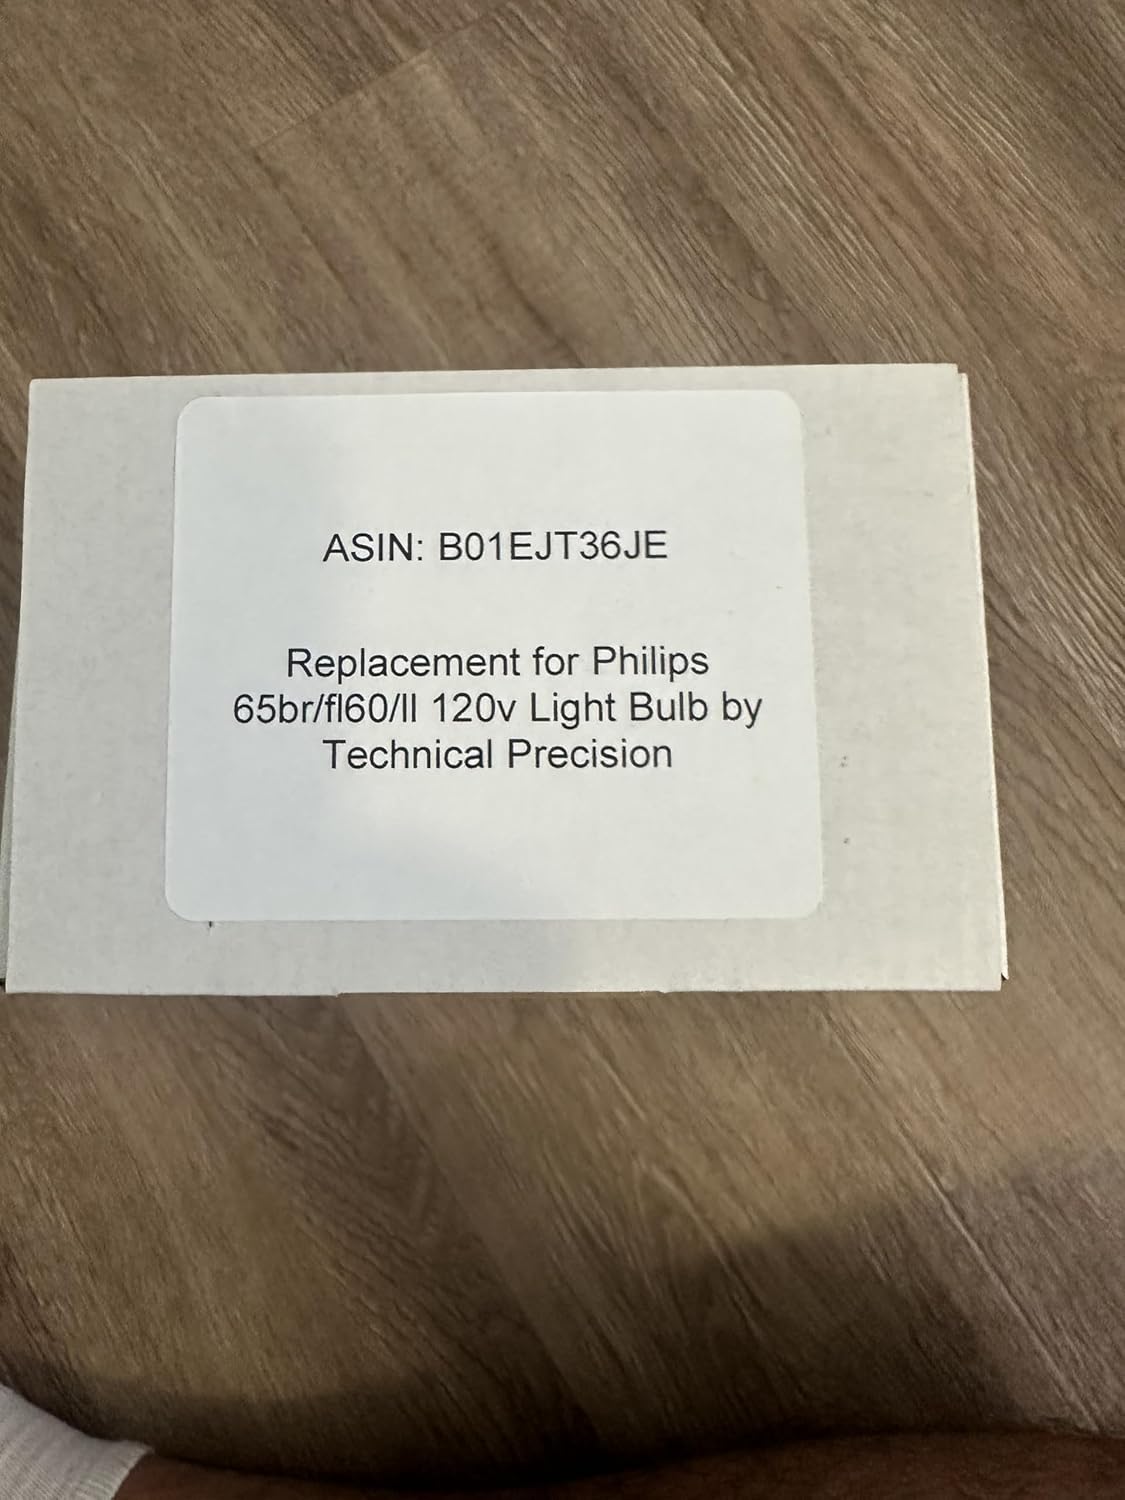 ASIN: B01EJT36JE
Replacement for Philips
65br/fl60/ll 120v Light Bulb by
Technical Precision